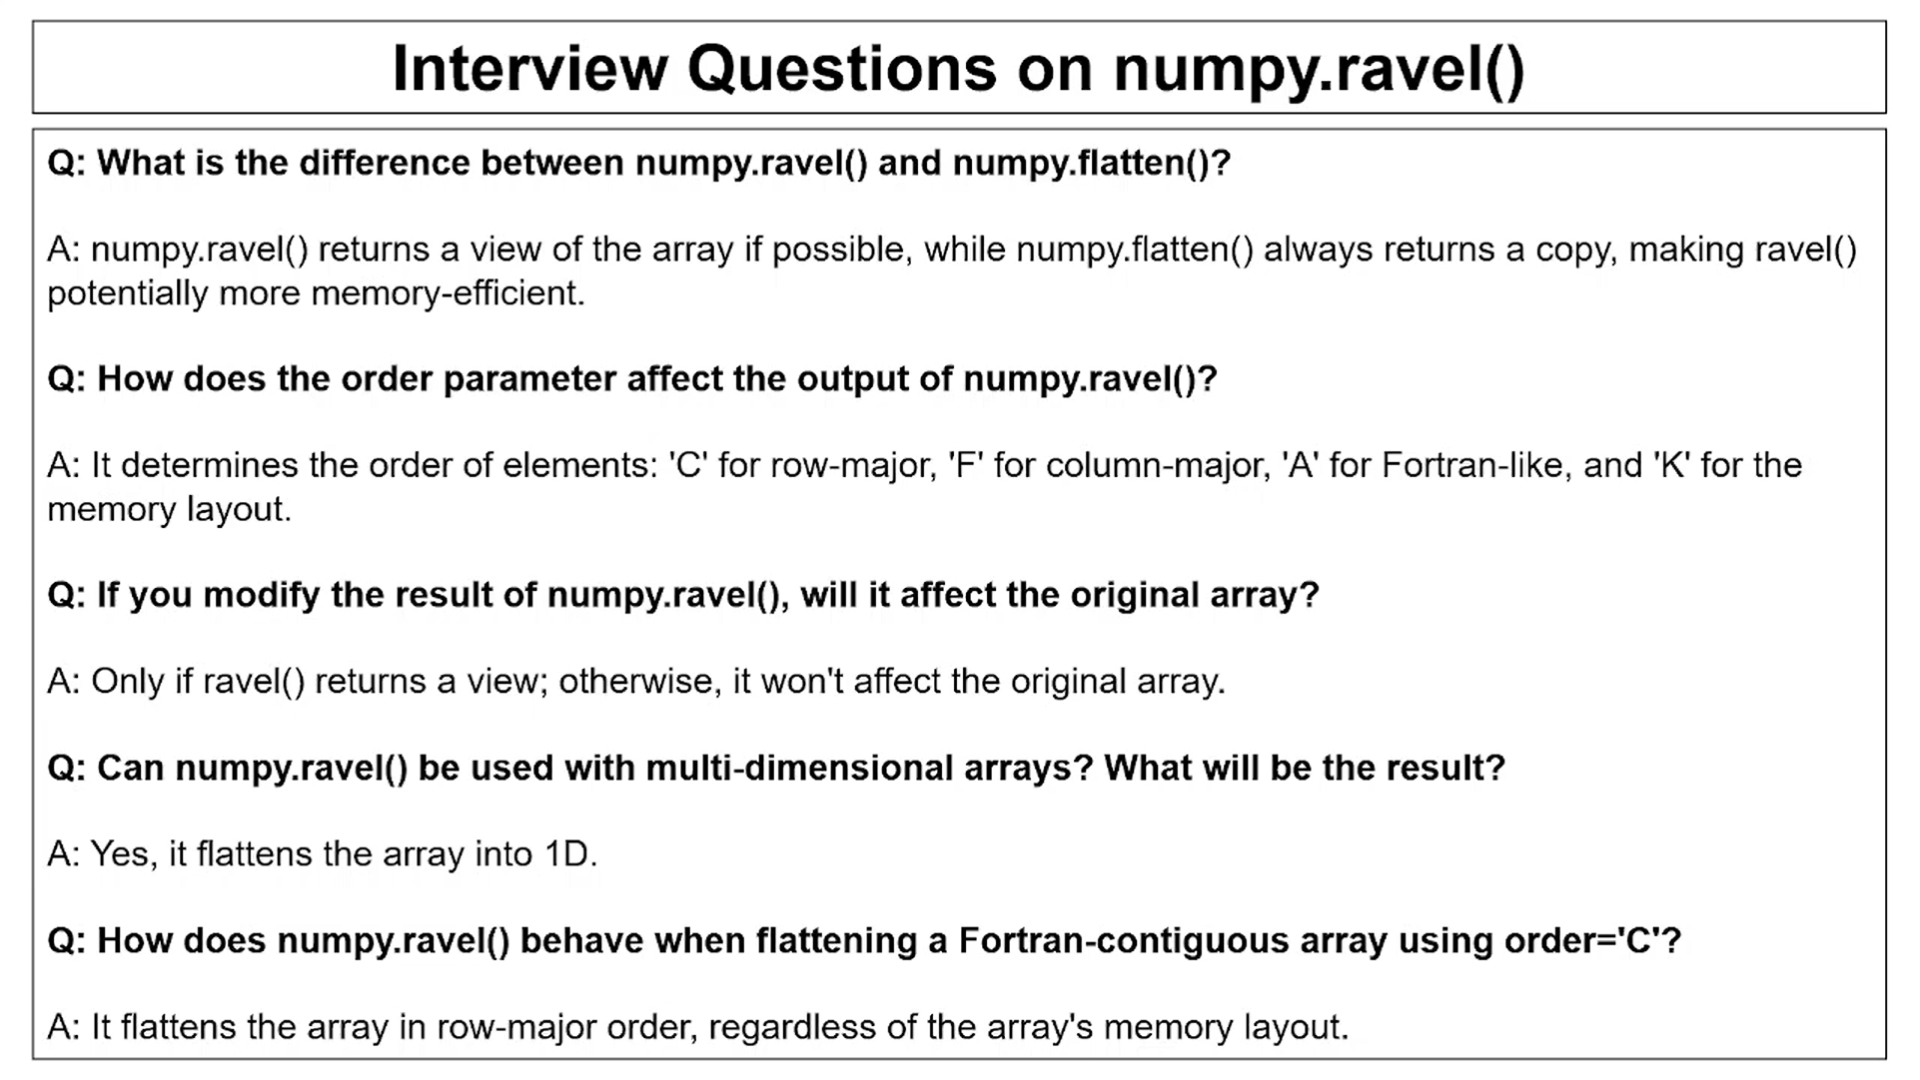 Interview Questions on numpy.ravel()
Q: What is the difference between numpy.ravel() and numpy.flatten()?
A: numpy.ravel() returns a view of the array if possible, while numpy.flatten() always returns a copy, making ravel()
potentially more memory-efficient.
Q: How does the order parameter affect the output of numpy.ravel()?
A: It determines the order of elements: 'C' for row-major, 'F' for column-major, 'A' for Fortran-like, and 'K' for the
memory layout.
Q: If you modify the result of numpy.ravel(), will it affect the original array?
A: Only if ravel() returns a view; otherwise, it won't affect the original array.
Q: Can numpy.ravel() be used with multi-dimensional arrays? What will be the result?
A: Yes, it flattens the array into 1D.
Q: How does numpy.ravel() behave when flattening a Fortran-contiguous array using order='C'?
A: It flattens the array in row-major order, regardless of the array's memory layout.